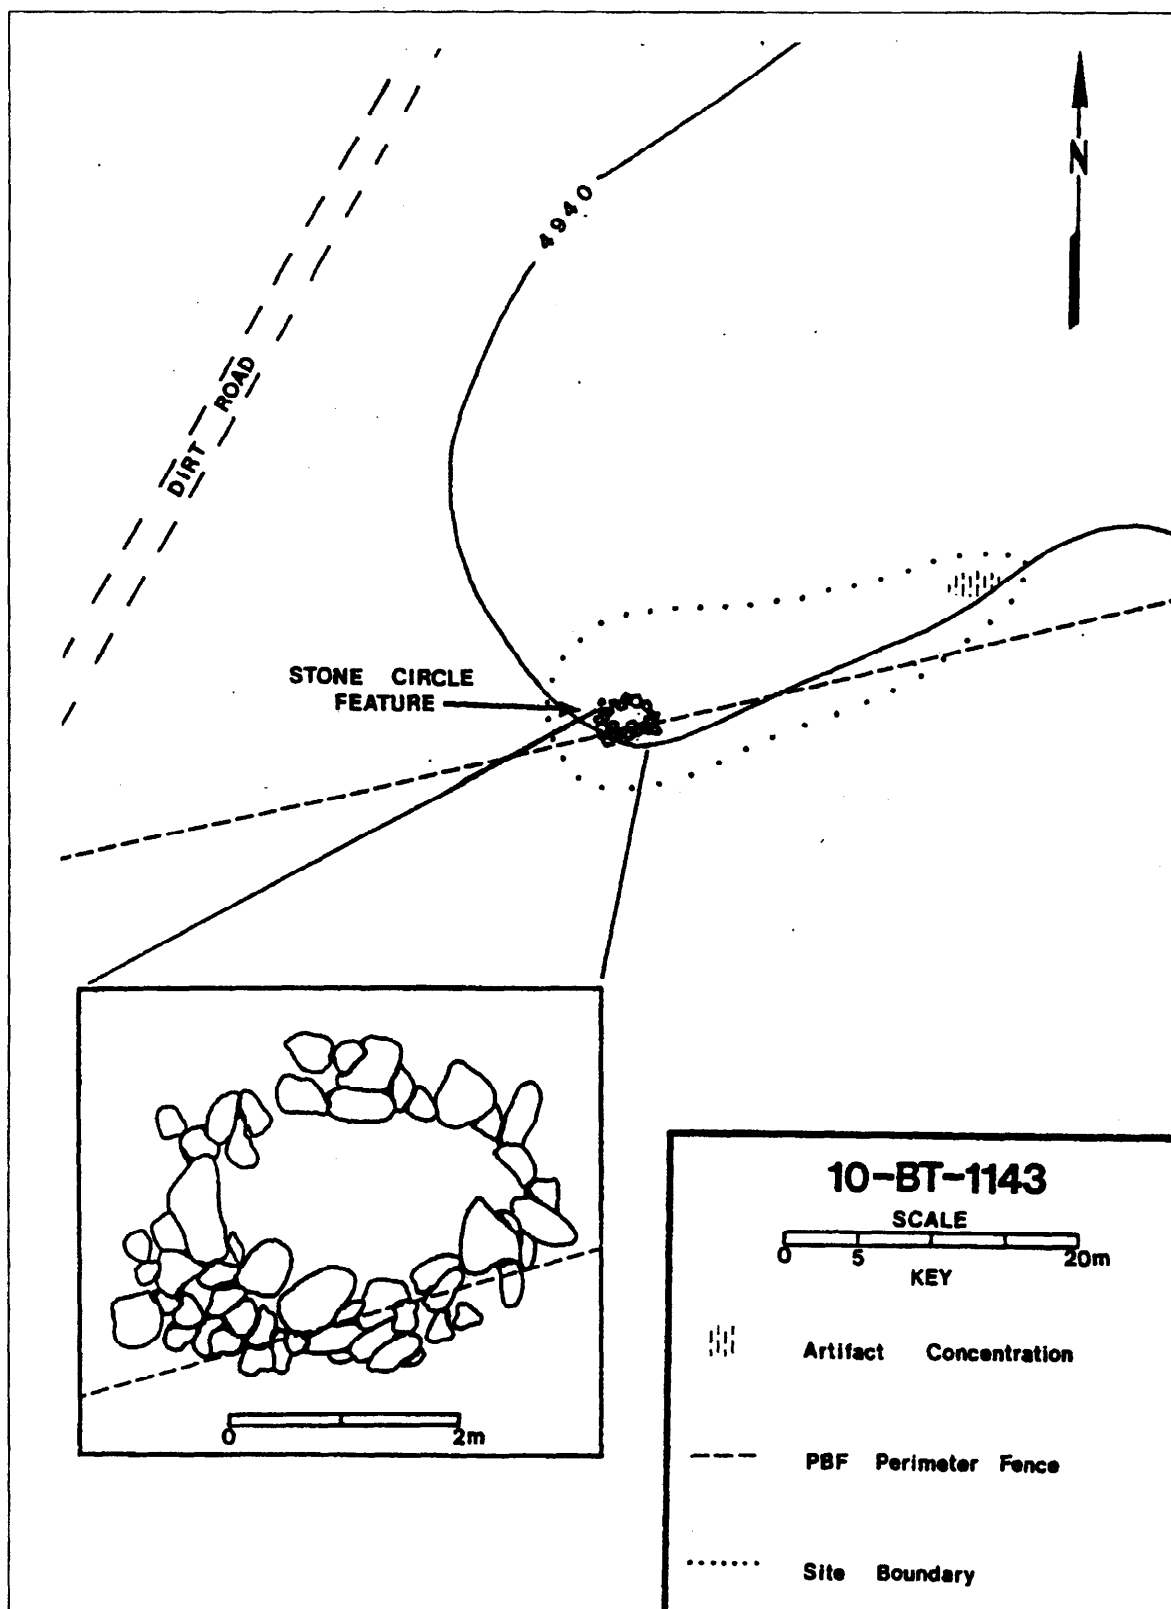 N
4940
DIRT ROAD
STONE CIRCLE
FEATURE
0 2m
10-BT-1143
SCALE
0 5 20m
KEY
Artifact Concentration
PBF Perimeter Fence
Site Boundary